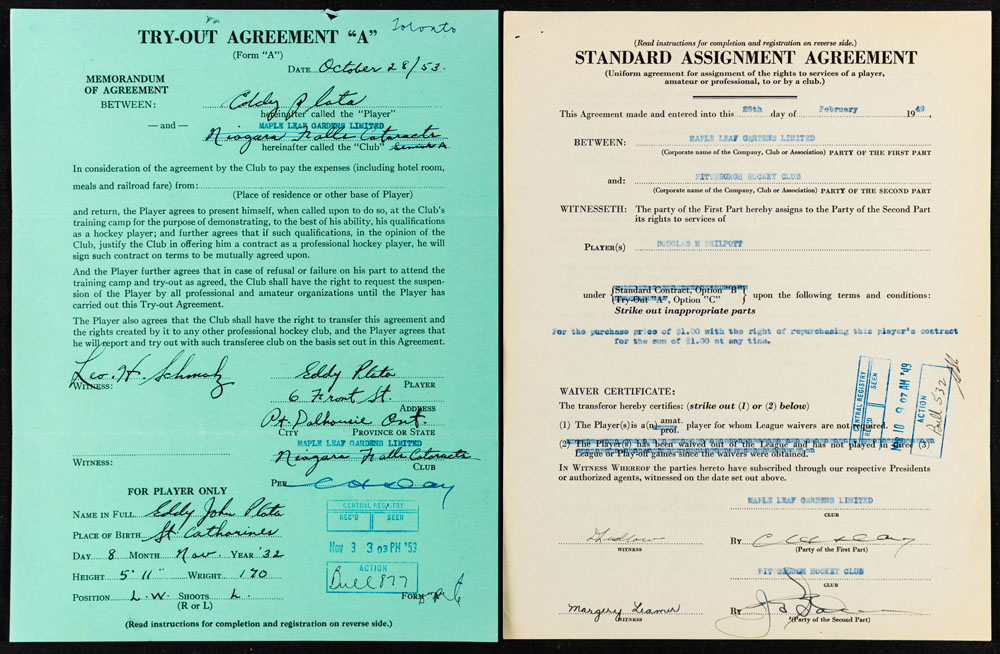 Toronto
TRY-OUT AGREEMENT "A"
(Form "A")
DATE October 28/53.
MEMORANDUM
OF AGREEMENT
BETWEEN:
Eddy Plata
hereinafter called the "Player"
— and —
MAPLE LEAF GARDENS LIMITED
Niagara Falls Cataracts
hereinafter called the "Club"
In consideration of the agreement by the Club to pay the expenses (including hotel room,
meals and railroad fare) from:
(Place of residence or other base of Player)
and return, the Player agrees to present himself, when called upon to do so, at the Club's
training camp for the purpose of demonstrating, to the best of his ability, his qualifications
as a hockey player; and further agrees that if such qualifications, in the opinion of the
Club, justify the Club in offering him a contract as a professional hockey player, he will
sign such contract on terms to be mutually agreed upon.
And the Player further agrees that in case of refusal or failure on his part to attend the
training camp and try-out as agreed, the Club shall have the right to request the suspen-
sion of the Player by all professional and amateur organizations until the Player has
carried out this Try-Out Agreement.
The Player also agrees that the Club shall have the right to transfer this agreement and
the rights created by it to any other professional hockey club, and the Player agrees that
he will report and try out with such transferee club on the basis set out in this Agreement.
Leo. H. Schmalz
WITNESS:
Eddy Plata
PLAYER
6 Front St.
ADDRESS
Pt. Dalhousie Ont.
CITY PROVINCE OR STATE
MAPLE LEAF GARDENS LIMITED
Niagara Falls Cataracts
WITNESS:
CLUB
PER
FOR PLAYER ONLY
NAME IN FULL Eddy John Plata
PLACE OF BIRTH St. Catharines
DAY 8 MONTH Nov. YEAR '32
HEIGHT 5' 11" WEIGHT 170
POSITION L.W. SHOOTS L.
(R or L)
CENTRAL REGISTRY
REC'D SEEN
NOV 3 3 03 PM '53
ACTION
Bull 877
(Read instructions for completion and registration on reverse side.)
(Read instructions for completion and registration on reverse side.)
STANDARD ASSIGNMENT AGREEMENT
(Uniform agreement for assignment of the rights to services of a player,
amateur or professional, to or by a club.)
This Agreement made and entered into this 28th day of February 1949
BETWEEN: MAPLE LEAF GARDENS LIMITED
(Corporate name of the Company, Club or Association) PARTY OF THE FIRST PART
and: PITTSBURGH HOCKEY CLUB
(Corporate name of the Company, Club or Association) PARTY OF THE SECOND PART
WITNESSETH: The party of the First Part hereby assigns to the Party of the Second Part
its rights to services of
PLAYER(S) DOUGLAS M PHILPOTT
under {Standard Contract, Option "B"
Try-Out "A", Option "C"} upon the following terms and conditions:
Strike out inappropriate parts
For the purchase price of $1.00 with the right of repurchasing this player's contract
for the sum of $1.00 at any time.
WAIVER CERTIFICATE:
The transferor hereby certifies: (strike out (1) or (2) below)
(1) The Player(s) is a(n) amat. prof. player for whom League waivers are not required.
(2) The Player(s) has been waived out of the League and has not played in three (3)
League or Play-off games since the waivers were obtained.
CENTRAL REGISTRY
REC'D SEEN
MAR 10 9 07 AM '49
ACTION
Bull 532
IN WITNESS WHEREOF the parties hereto have subscribed through our respective Presidents
or authorized agents, witnessed on the date set out above.
MAPLE LEAF GARDENS LIMITED
CLUB
WITNESS
BY
(Party of the First Part)
PITTSBURGH HOCKEY CLUB
CLUB
Margery Leamer
WITNESS
BY
(Party of the Second Part)